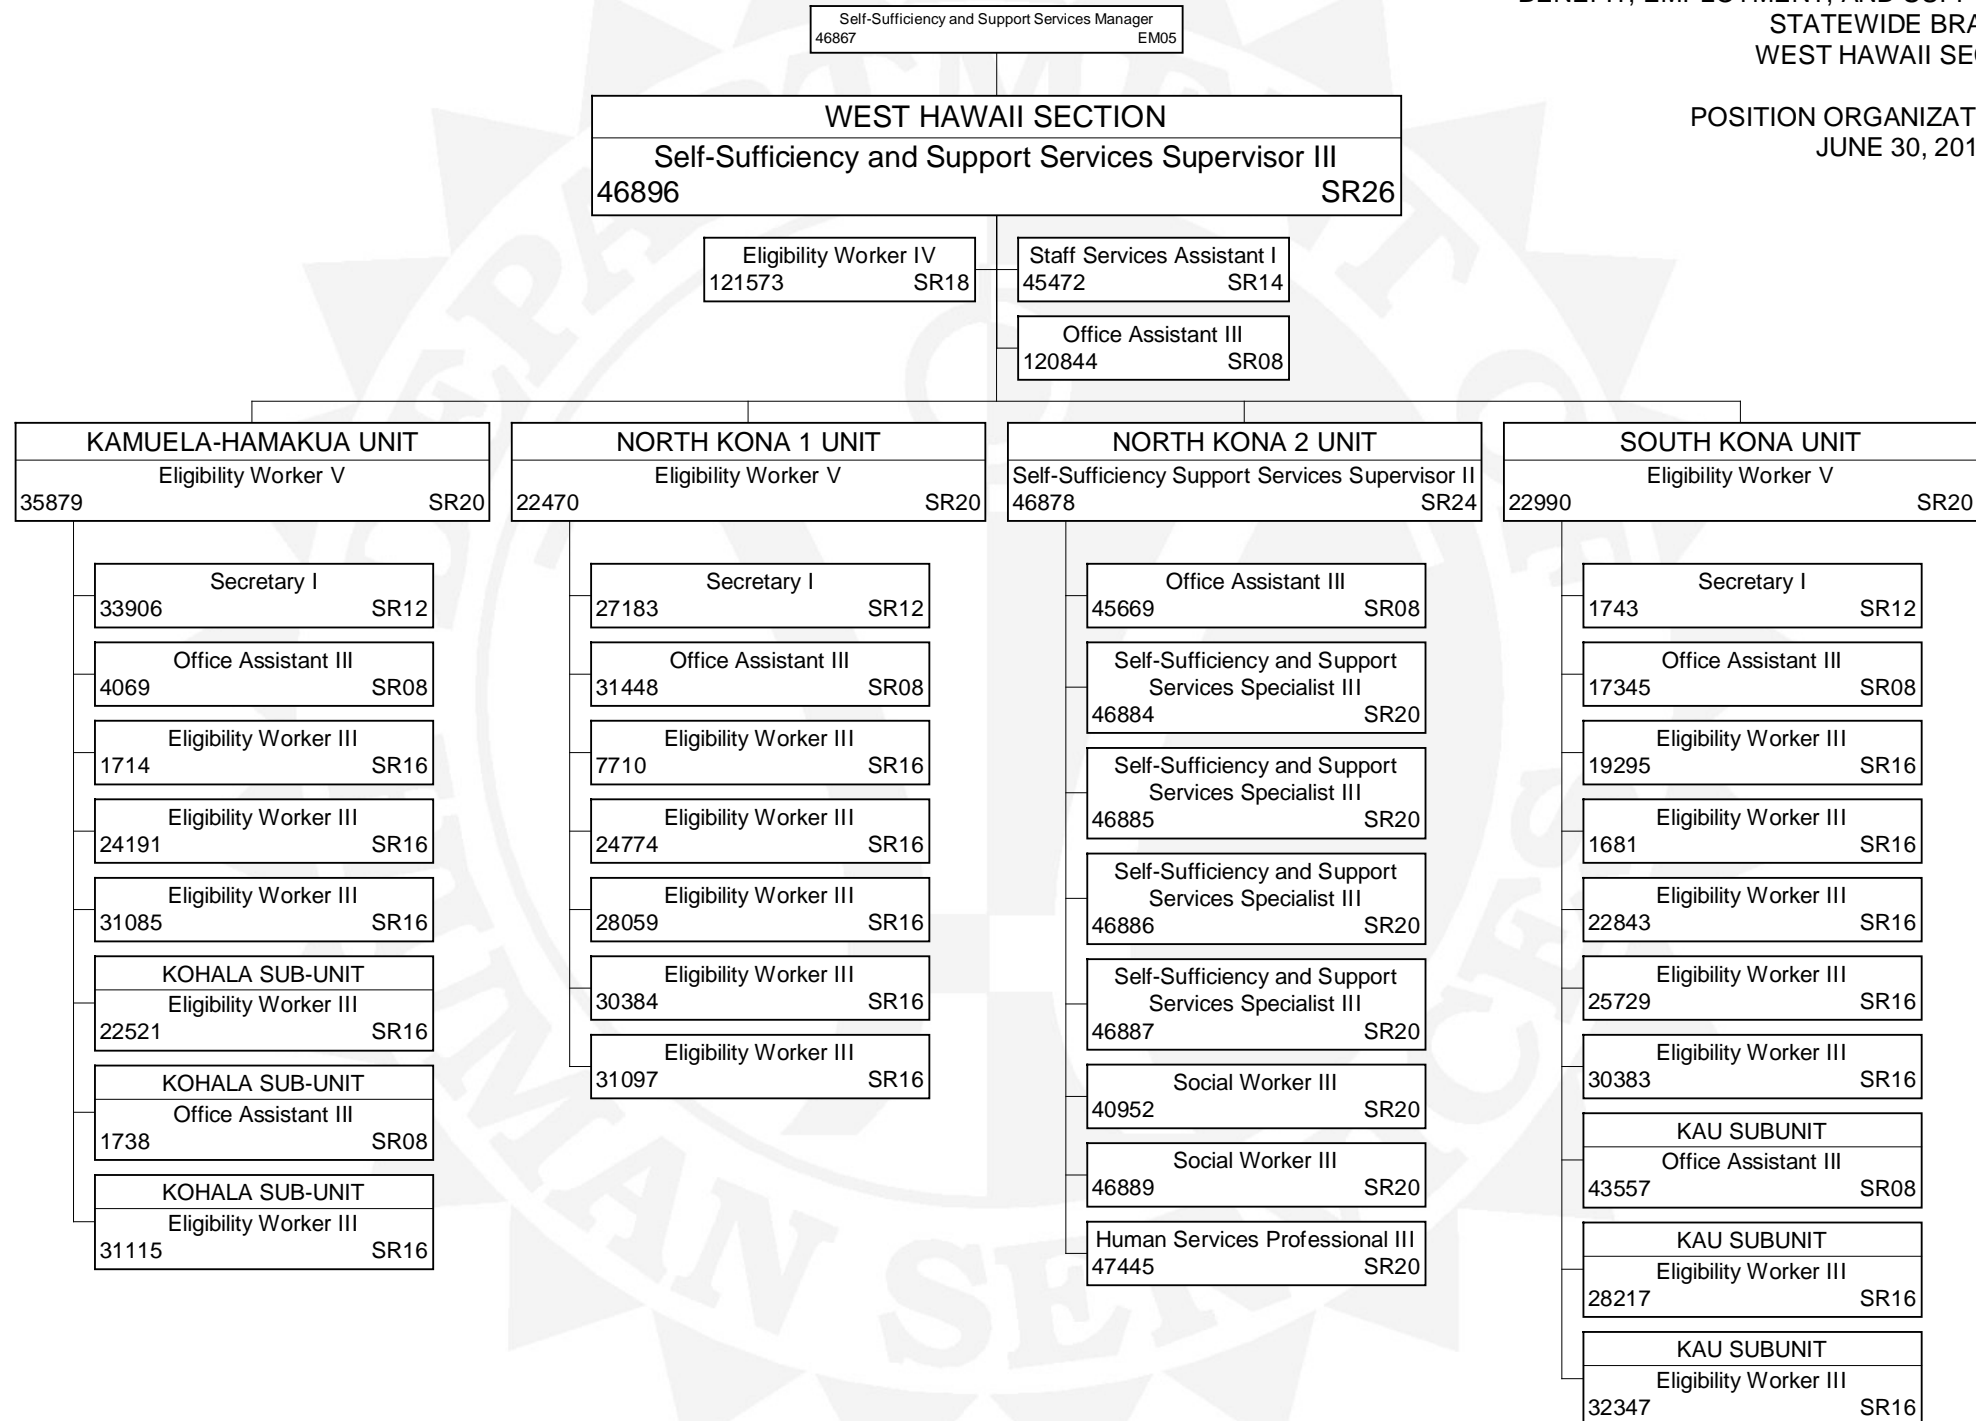 Self-Sufficiency and Support Services Manager
46867 EM05
STATEWIDE
WEST HAWAII
POSITION
JUNE 30,
WEST HAWAII SECTION
Self-Sufficiency and Support Services Supervisor III
46896 SR26
Eligibility Worker IV
121573 SR18
Staff Services Assistant I
45472 SR14
Office Assistant III
120844 SR08
KAMUELA-HAMAKUA UNIT
Eligibility Worker V
35879 SR20
Secretary I
33906 SR12
Office Assistant III
4069 SR08
Eligibility Worker III
1714 SR16
Eligibility Worker III
24191 SR16
Eligibility Worker III
31085 SR16
KOHALA SUB-UNIT
Eligibility Worker III
22521 SR16
KOHALA SUB-UNIT
Office Assistant III
1738 SR08
KOHALA SUB-UNIT
Eligibility Worker III
31115 SR16
NORTH KONA 1 UNIT
Eligibility Worker V
22470 SR20
Secretary I
27183 SR12
Office Assistant III
31448 SR08
Eligibility Worker III
7710 SR16
Eligibility Worker III
24774 SR16
Eligibility Worker III
28059 SR16
Eligibility Worker III
30384 SR16
Eligibility Worker III
31097 SR16
NORTH KONA 2 UNIT
Self-Sufficiency Support Services Supervisor II
46878 SR24
Office Assistant III
45669 SR08
Self-Sufficiency and Support
Services Specialist III
46884 SR20
Self-Sufficiency and Support
Services Specialist III
46885 SR20
Self-Sufficiency and Support
Services Specialist III
46886 SR20
Self-Sufficiency and Support
Services Specialist III
46887 SR20
Social Worker III
40952 SR20
Social Worker III
46889 SR20
Human Services Professional III
47445 SR20
SOUTH KONA UNIT
Eligibility Worker V
22990 SR20
Secretary I
1743 SR12
Office Assistant III
17345 SR08
Eligibility Worker III
19295 SR16
Eligibility Worker III
1681 SR16
Eligibility Worker III
22843 SR16
Eligibility Worker III
25729 SR16
Eligibility Worker III
30383 SR16
KAU SUBUNIT
Office Assistant III
43557 SR08
KAU SUBUNIT
Eligibility Worker III
28217 SR16
KAU SUBUNIT
Eligibility Worker III
32347 SR16
DEPARTMENT OF
HUMAN SERVICES